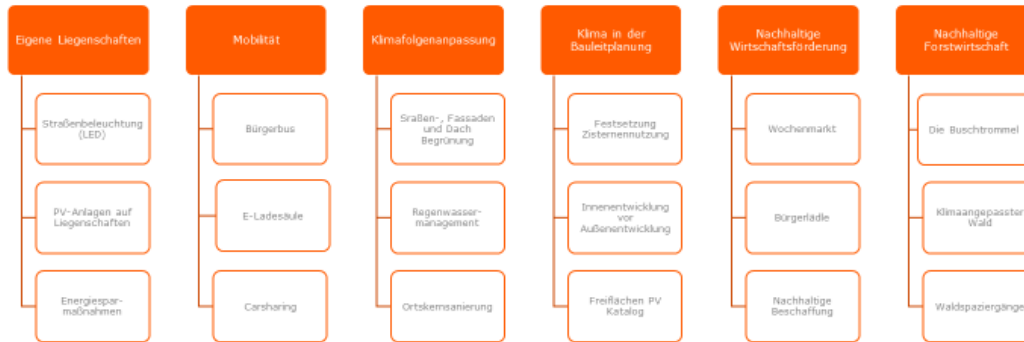 Eigene Liegenschaften
Straßenbeleuchtung
(LED)
PV-Anlagen auf
Liegenschaften
Energiespar-
maßnahmen
Mobilität
Bürgerbus
E-Ladesäule
Carsharing
Klimafolgenanpassung
Sraßen-, Fassaden
und Dach
Begrünung
Regenwasser-
management
Ortskernsanierung
Klima in der
Bauleitplanung
Festsetzung
Zisternennutzung
Innenentwicklung
vor
Außenentwicklung
Freiflächen PV
Katalog
Nachhaltige
Wirtschaftsförderung
Wochenmarkt
Bürgerlädle
Nachhaltige
Beschaffung
Nachhaltige
Forstwirtschaft
Die Buschtrommel
Klimaangepasster
Wald
Waldspaziergänge